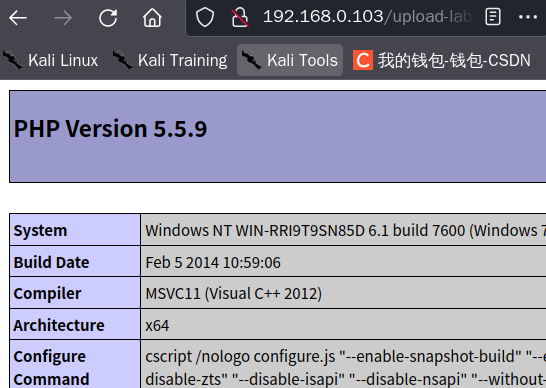 192.168.0.103/upload-lab
Kali Linux Kali Training Kali Tools C 我的钱包-钱包-CSDN
PHP Version 5.5.9
System Windows NT WIN-RRI9T9SN85D 6.1 build 7600 (Windows 7
Build Date Feb 5 2014 10:59:06
Compiler MSVC11 (Visual C++ 2012)
Architecture x64
Configure cscript /nologo configure.js "--enable-snapshot-build" "--e
Command disable-zts" "--disable-isapi" "--disable-nsapi" "--without-